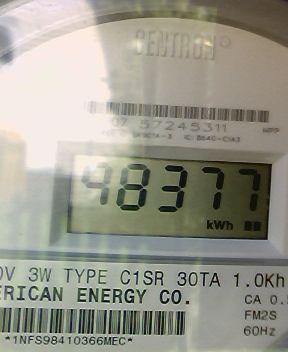 CENTRON
07 57245311
48377
kWh
0V 3W TYPE C1SR 30TA 1.0Kh
ERICAN ENERGY CO.
CA 0.5
FM2S
60Hz
*1NFS98410366MEC*